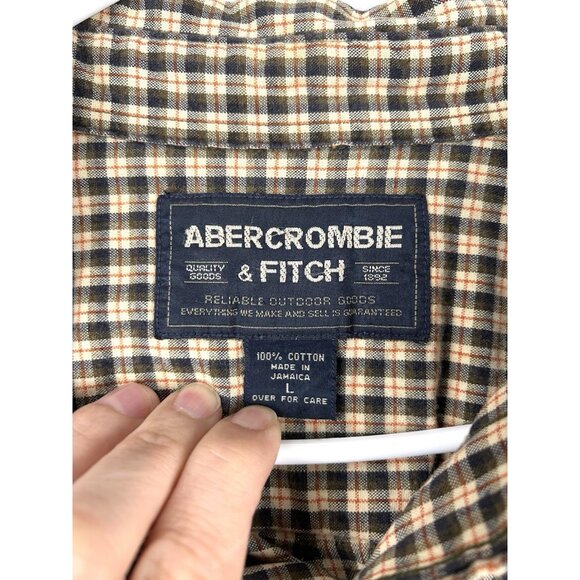 ABERCROMBIE
QUALITY GOODS & FITCH SINCE 1892
RELIABLE OUTDOOR GOODS
EVERYTHING WE MAKE AND SELL IS GUARANTEED
100% COTTON
MADE IN
JAMAICA
L
OVER FOR CARE